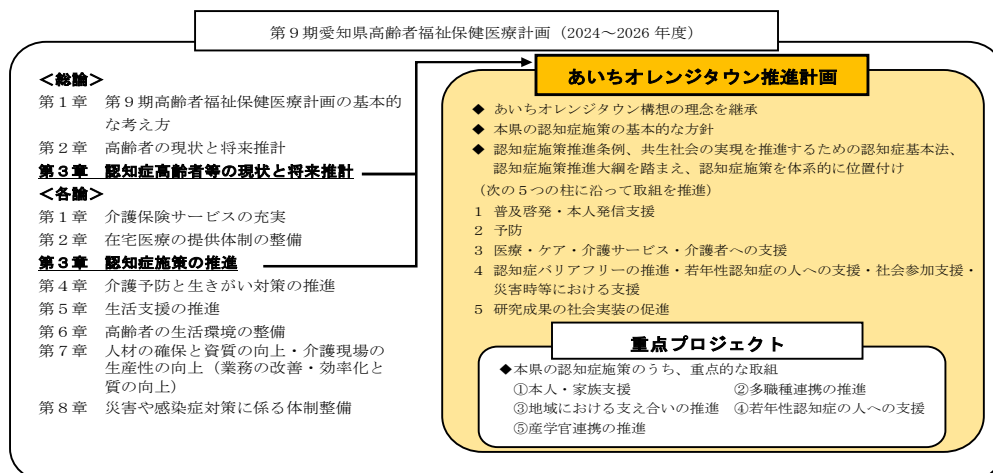 第９期愛知県高齢者福祉保健医療計画（2024～2026 年度）
＜総論＞
第１章　第９期高齢者福祉保健医療計画の基本的
な考え方
第２章　高齢者の現状と将来推計
第３章　認知症高齢者等の現状と将来推計
＜各論＞
第１章　介護保険サービスの充実
第２章　在宅医療の提供体制の整備
第３章　認知症施策の推進
第４章　介護予防と生きがい対策の推進
第５章　生活支援の推進
第６章　高齢者の生活環境の整備
第７章　人材の確保と資質の向上・介護現場の
生産性の向上（業務の改善・効率化と
質の向上）
第８章　災害や感染症対策に係る体制整備
あいちオレンジタウン推進計画
◆ あいちオレンジタウン構想の理念を継承
◆ 本県の認知症施策の基本的な方針
◆ 認知症施策推進条例、共生社会の実現を推進するための認知症基本法、
認知症施策推進大綱を踏まえ、認知症施策を体系的に位置付け
（次の５つの柱に沿って取組を推進）
１ 普及啓発・本人発信支援
２ 予防
３ 医療・ケア・介護サービス・介護者への支援
４ 認知症バリアフリーの推進・若年性認知症の人への支援・社会参加支援・
災害時等における支援
５ 研究成果の社会実装の促進
重点プロジェクト
◆本県の認知症施策のうち、重点的な取組
①本人・家族支援　②多職種連携の推進
③地域における支え合いの推進　④若年性認知症の人への支援
⑤産学官連携の推進